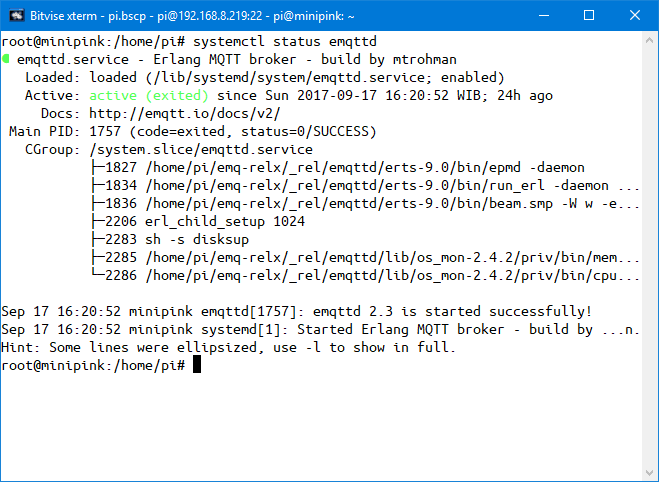 Bitvise xterm - pi.bscp - pi@192.168.8.219:22 - pi@minipink: ~
root@minipink:/home/pi# systemctl status emqttd
● emqttd.service - Erlang MQTT broker - build by mtrohman
Loaded: loaded (/lib/systemd/system/emqttd.service; enabled)
Active: active (exited) since Sun 2017-09-17 16:20:52 WIB; 24h ago
Docs: http://emqtt.io/docs/v2/
Main PID: 1757 (code=exited, status=0/SUCCESS)
CGroup: /system.slice/emqttd.service
├─1827 /home/pi/emq-relx/_rel/emqttd/erts-9.0/bin/epmd -daemon
├─1834 /home/pi/emq-relx/_rel/emqttd/erts-9.0/bin/run_erl -daemon ...
├─1836 /home/pi/emq-relx/_rel/emqttd/erts-9.0/bin/beam.smp -W w -e...
├─2206 erl_child_setup 1024
├─2283 sh -s disksup
├─2285 /home/pi/emq-relx/_rel/emqttd/lib/os_mon-2.4.2/priv/bin/mem...
└─2286 /home/pi/emq-relx/_rel/emqttd/lib/os_mon-2.4.2/priv/bin/cpu...
Sep 17 16:20:52 minipink emqttd[1757]: emqttd 2.3 is started successfully!
Sep 17 16:20:52 minipink systemd[1]: Started Erlang MQTT broker - build by ...n.
Hint: Some lines were ellipsized, use -l to show in full.
root@minipink:/home/pi#